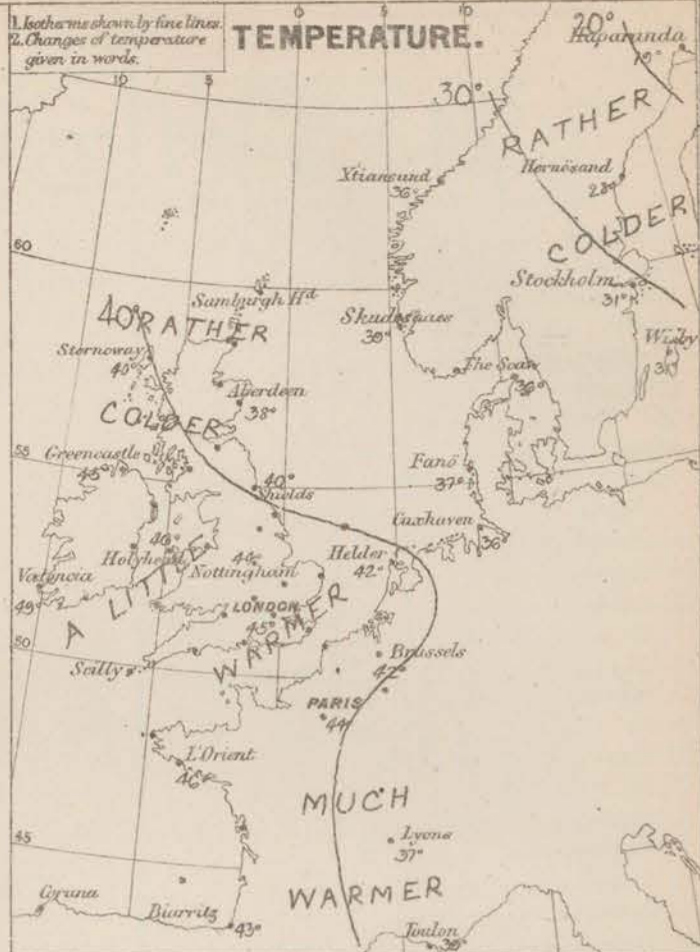 1. Isotherms shown by fine lines.
2. Changes of temperature
given in words.
TEMPERATURE.
10 5 0 5 10
20°
Haparanda
19°
30°
RATHER
COLDER
Xtiansund
36°
Hernösand
28°
60
Sumburgh Hd
Stockholm
31°
40°
RATHER
COLDER
Skudesnaes
39°
Wisby
31°
Stornoway
40°
The Scaw
36°
Aberdeen
38°
55
Greencastle
45°
40°
Shields
Fanö
37°
Cuxhaven
36°
46°
Holyhead
Nottingham
Helder
42°
Valencia
49°
A LITTLE
WARMER
LONDON
45°
50
Scilly
Brussels
42°
PARIS
44°
L'Orient
46°
MUCH
WARMER
45
Lyons
37°
Coruna
Biarritz
43°
Toulon